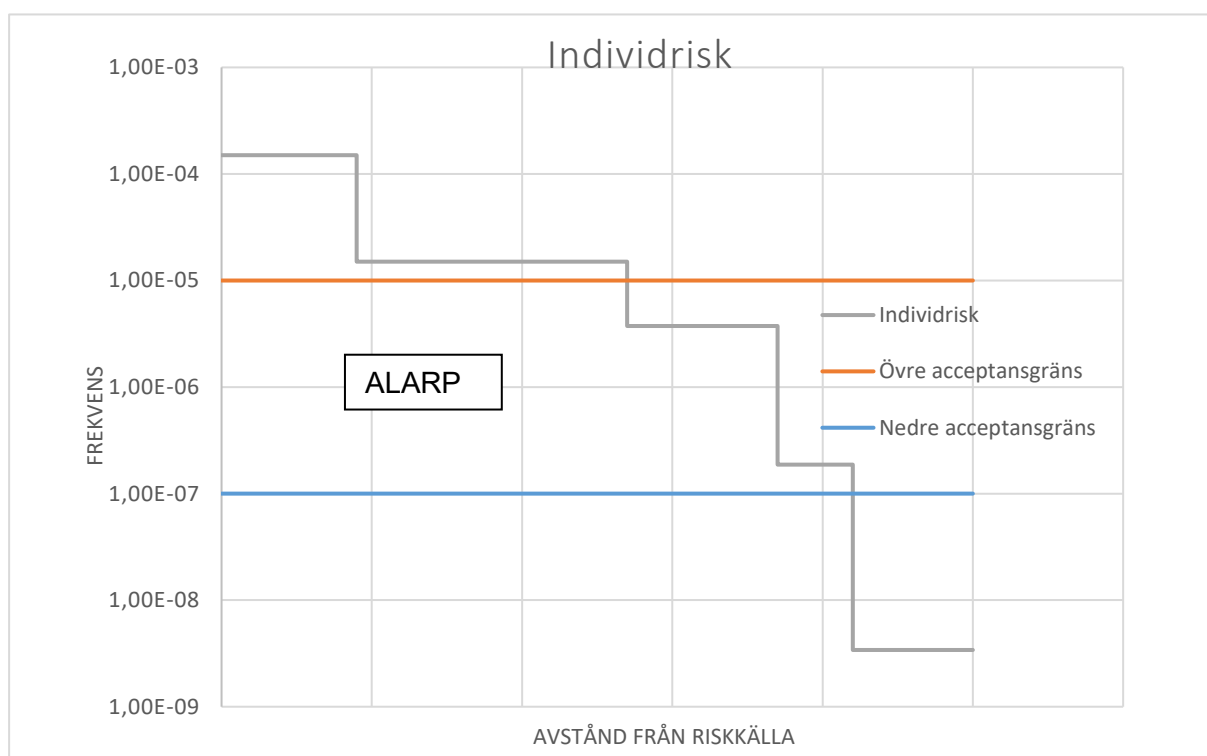 Individrisk
1,00E-03
1,00E-04
1,00E-05
1,00E-06
1,00E-07
1,00E-08
1,00E-09
FREKVENS
ALARP
Individrisk
Övre acceptansgräns
Nedre acceptansgräns
AVSTÅND FRÅN RISKKÄLLA